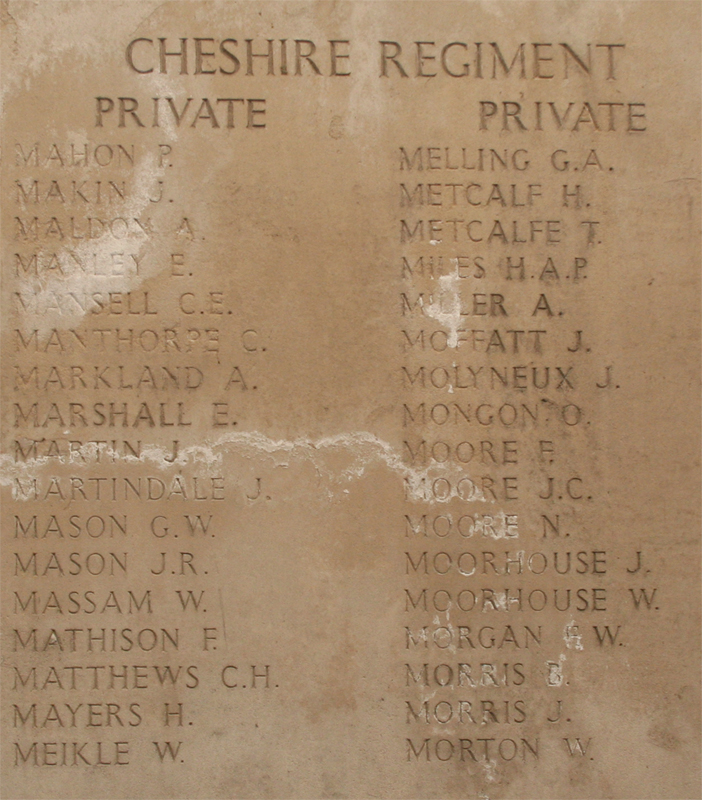 CHESHIRE REGIMENT
PRIVATE
MAHON P.
MAKIN J.
MALDON A.
MANLEY E.
MANSELL C.E.
MANTHORPE C.
MARKLAND A.
MARSHALL E.
MARTIN J.
MARTINDALE J.
MASON G.W.
MASON J.R.
MASSAM W.
MATHISON F.
MATTHEWS C.H.
MAYERS H.
MEIKLE W.
PRIVATE
MELLING G.A.
METCALF H.
METCALFE T.
MILES H.A.P.
MILLER A.
MOFFATT J.
MOLYNEUX J.
MONGON O.
MOORE F.
MOORE J.C.
MOORE N.
MOORHOUSE J.
MOORHOUSE W.
MORGAN W.
MORRIS B.
MORRIS J.
MORTON W.